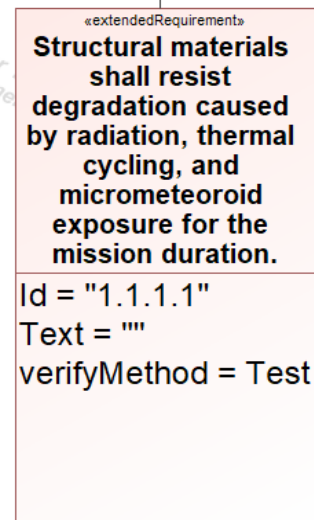 «extendedRequirement»
Structural materials
shall resist
degradation caused
by radiation, thermal
cycling, and
micrometeoroid
exposure for the
mission duration.
Id = "1.1.1.1"
Text = ""
verifyMethod = Test